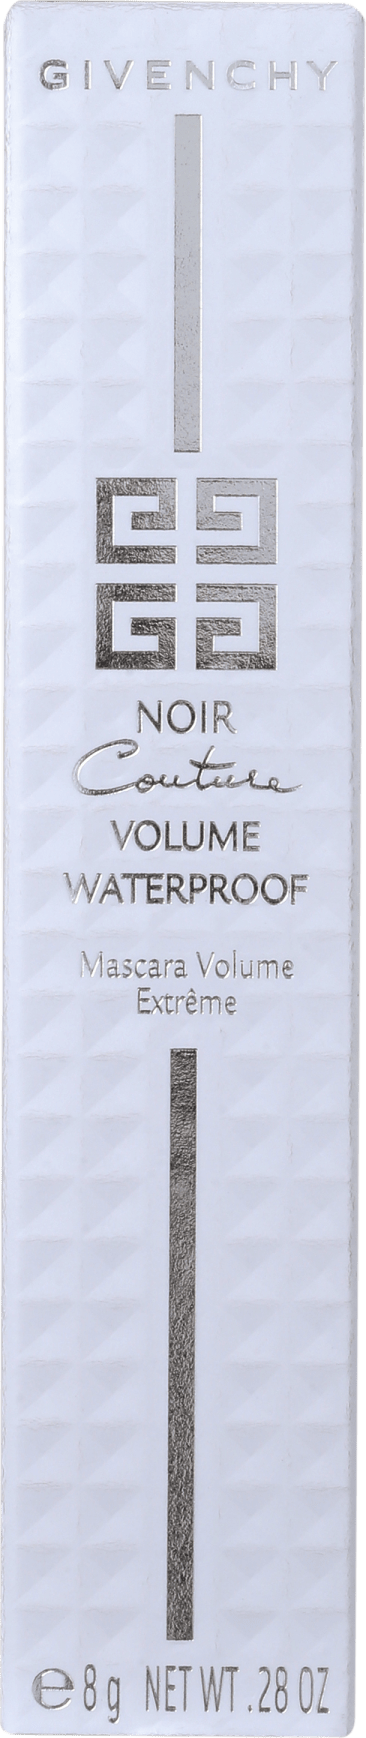 GIVENCHY
NOIR
Couture
VOLUME
WATERPROOF
Mascara Volume
Extrême
℮ 8 g NET WT .28 OZ